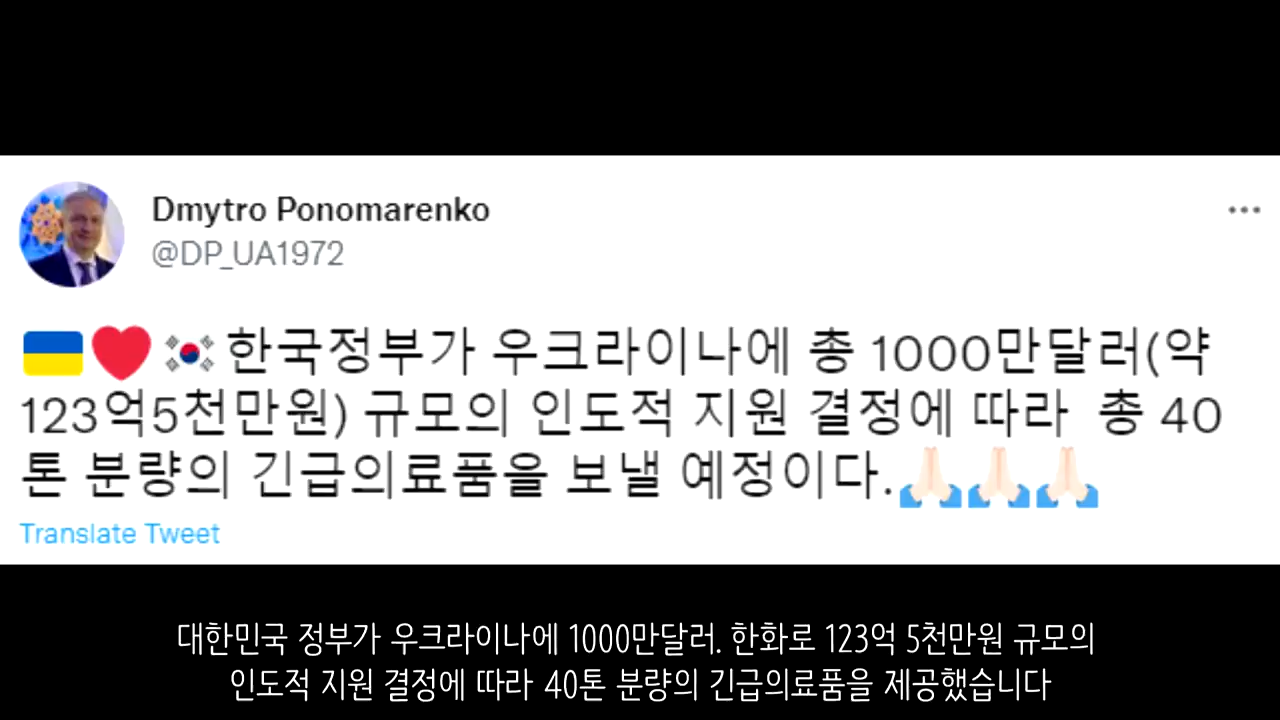 Dmytro Ponomarenko
@DP_UA1972
🇺🇦❤️🇰🇷한국정부가 우크라이나에 총 1000만달러(약
123억5천만원) 규모의 인도적 지원 결정에 따라 총 40
톤 분량의 긴급의료품을 보낼 예정이다.🙏🏻🙏🏻🙏🏻
Translate Tweet
대한민국 정부가 우크라이나에 1000만달러. 한화로 123억 5천만원 규모의
인도적 지원 결정에 따라 40톤 분량의 긴급의료품을 제공했습니다